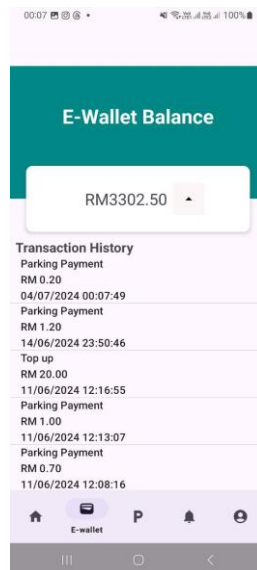 00:07 100%
E-Wallet Balance
RM3302.50
Transaction History
Parking Payment
RM 0.20
04/07/2024 00:07:49
Parking Payment
RM 1.20
14/06/2024 23:50:46
Top up
RM 20.00
11/06/2024 12:16:55
Parking Payment
RM 1.00
11/06/2024 12:13:07
Parking Payment
RM 0.70
11/06/2024 12:08:16
P
E-wallet